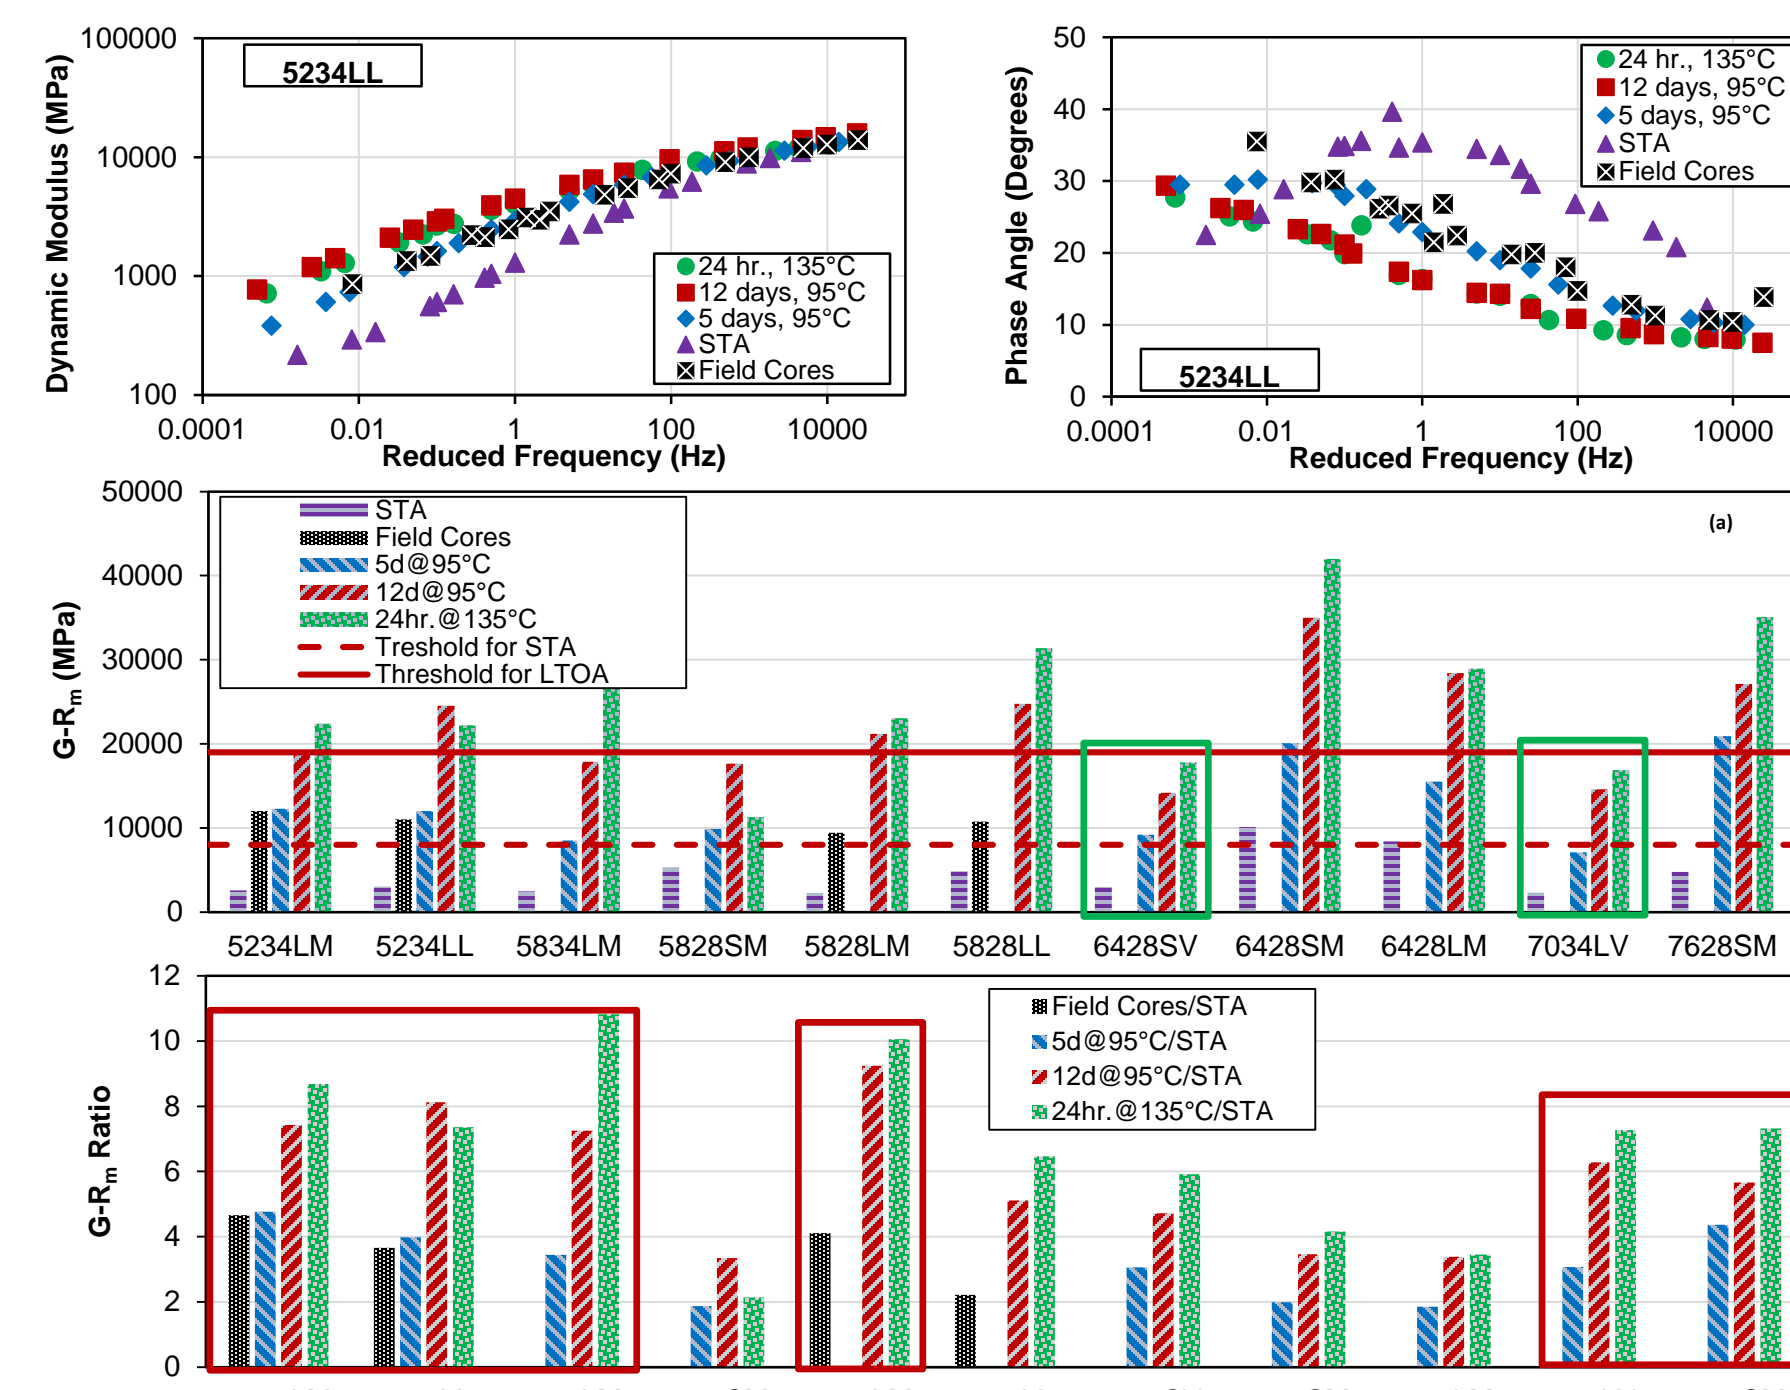 100000
10000
1000
100
Dynamic Modulus (MPa)
5234LL
24 hr., 135°C
12 days, 95°C
5 days, 95°C
STA
Field Cores
0.0001 0.01 1 100 10000
Reduced Frequency (Hz)
50
40
30
20
10
0
Phase Angle (Degrees)
24 hr., 135°C
12 days, 95°C
5 days, 95°C
STA
Field Cores
5234LL
0.0001 0.01 1 100 10000
Reduced Frequency (Hz)
50000
40000
30000
20000
10000
0
G-Rm (MPa)
STA
Field Cores
5d@95°C
12d@95°C
24hr.@135°C
Treshold for STA
Threshold for LTOA
(a)
5234LM 5234LL 5834LM 5828SM 5828LM 5828LL 6428SV 6428SM 6428LM 7034LV 7628SM
12
10
8
6
4
2
0
G-Rm Ratio
Field Cores/STA
5d@95°C/STA
12d@95°C/STA
24hr.@135°C/STA